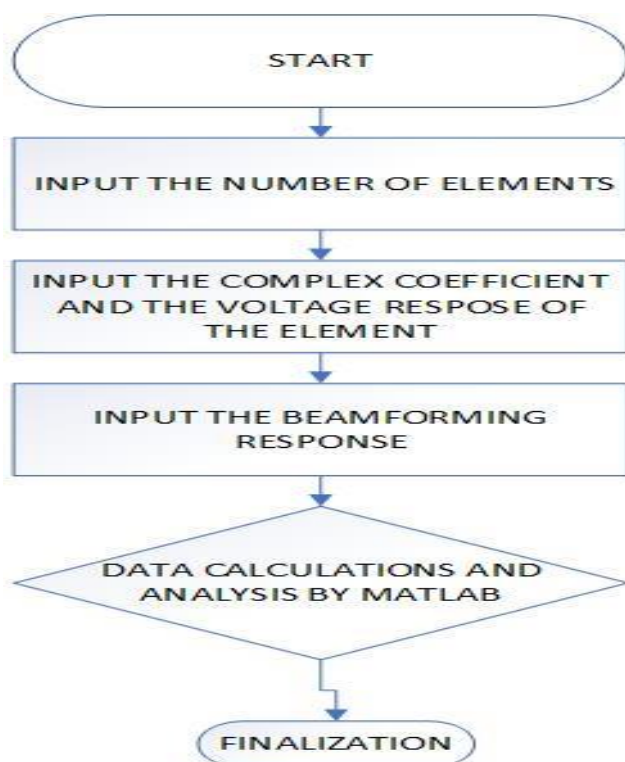 START
INPUT THE NUMBER OF ELEMENTS
INPUT THE COMPLEX COEFFICIENT
AND THE VOLTAGE RESPOSE OF
THE ELEMENT
INPUT THE BEAMFORMING
RESPONSE
DATA CALCULATIONS AND
ANALYSIS BY MATLAB
FINALIZATION